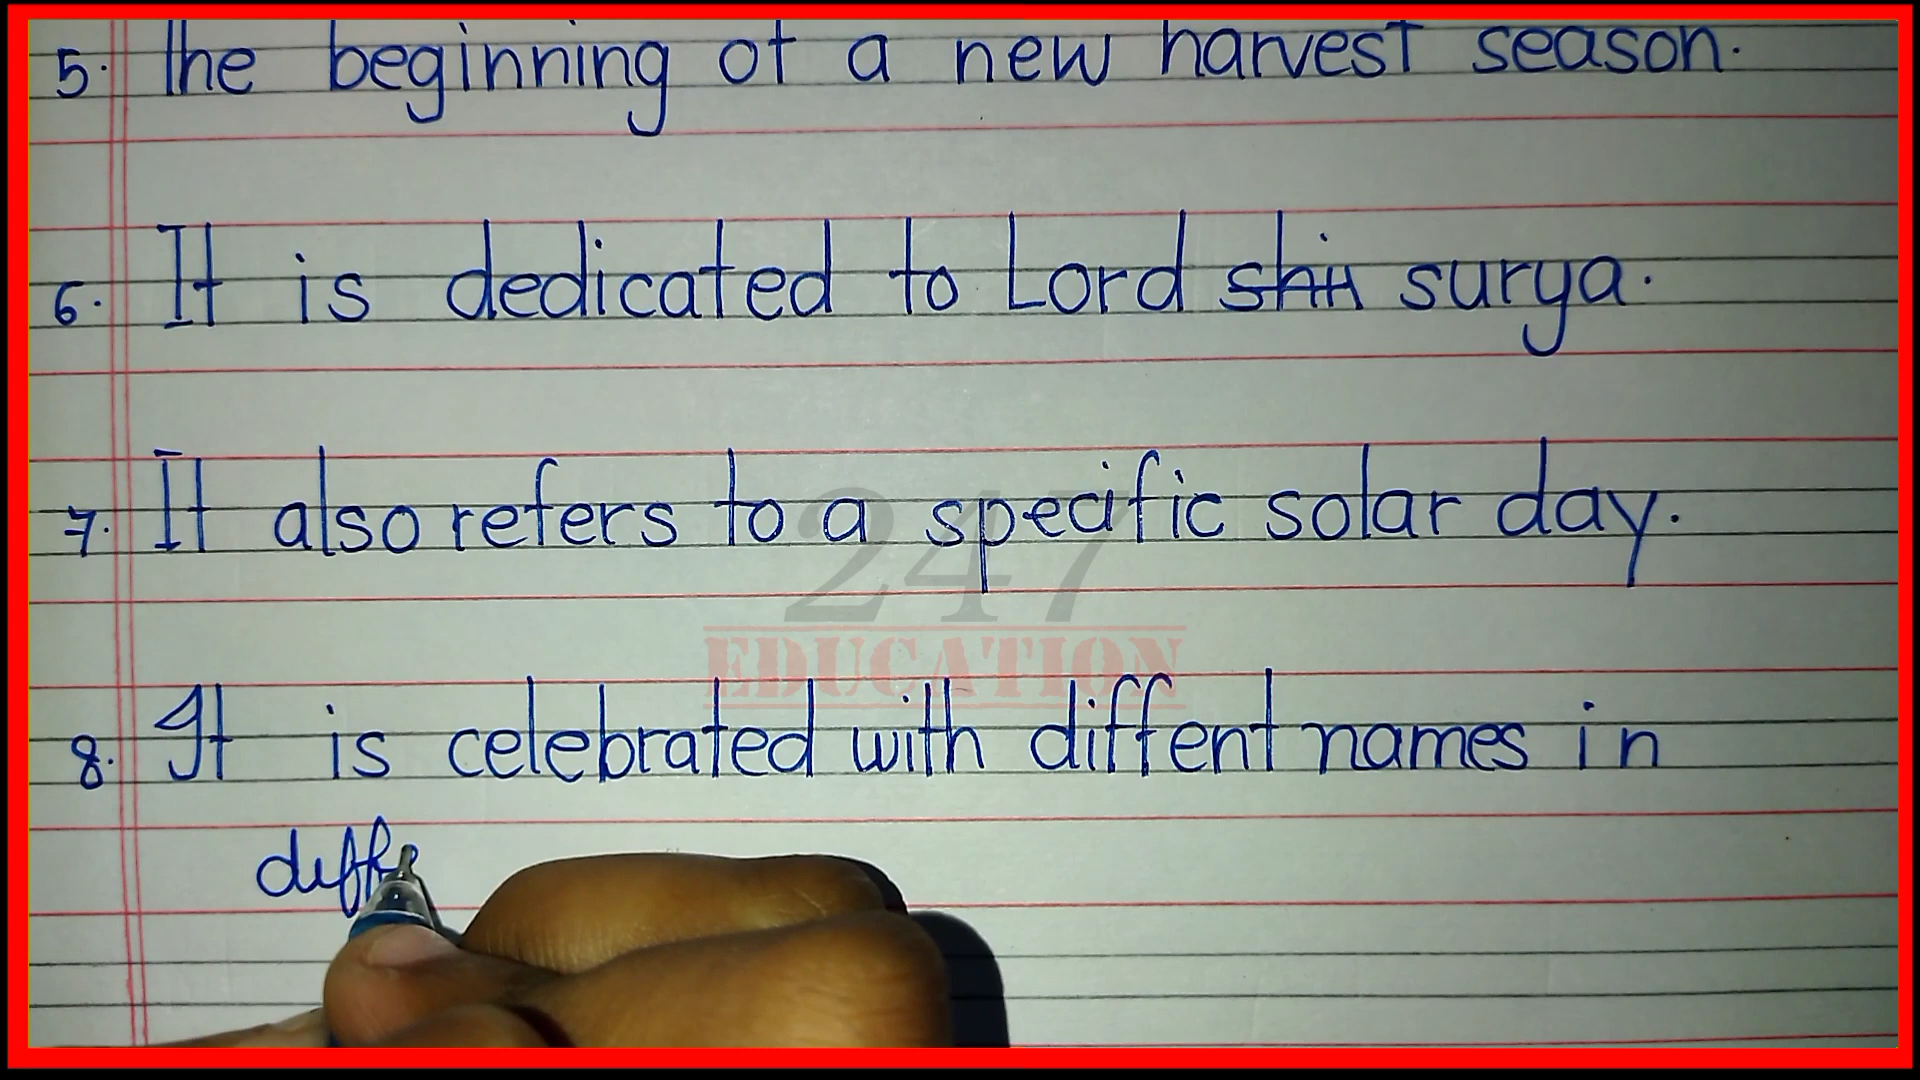 5. the beginning of a new harvest season.
6. It is dedicated to Lord surya.
7. It also refers to a specific solar day.
247
EDUCATION
8. It is celebrated with diffent names in